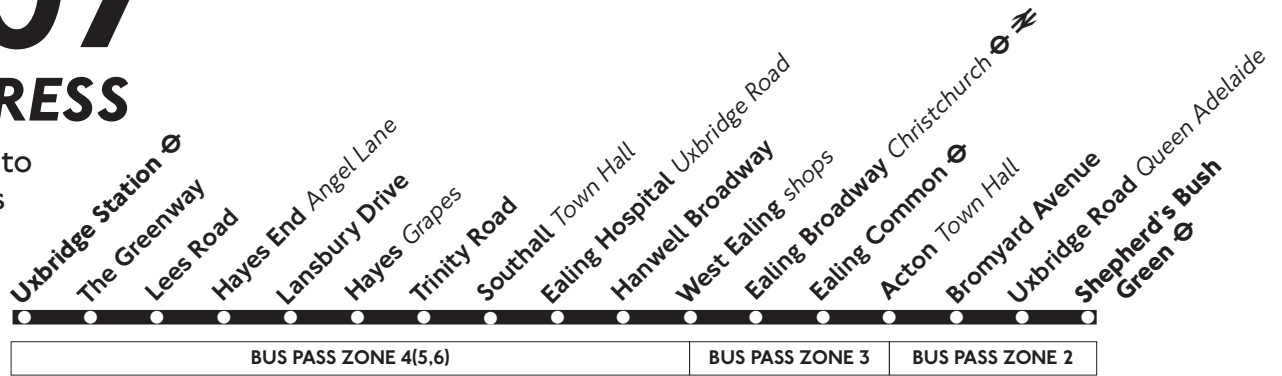 07
RESS
to
s
Uxbridge Station
The Greenway
Lees Road
Hayes End Angel Lane
Lansbury Drive
Hayes Grapes
Trinity Road
Southall Town Hall
Ealing Hospital Uxbridge Road
Hanwell Broadway
West Ealing shops
Ealing Broadway Christchurch
Ealing Common
Acton Town Hall
Bromyard Avenue
Uxbridge Road Queen Adelaide
Shepherd's Bush
Green
BUS PASS ZONE 4(5,6)
BUS PASS ZONE 3
BUS PASS ZONE 2